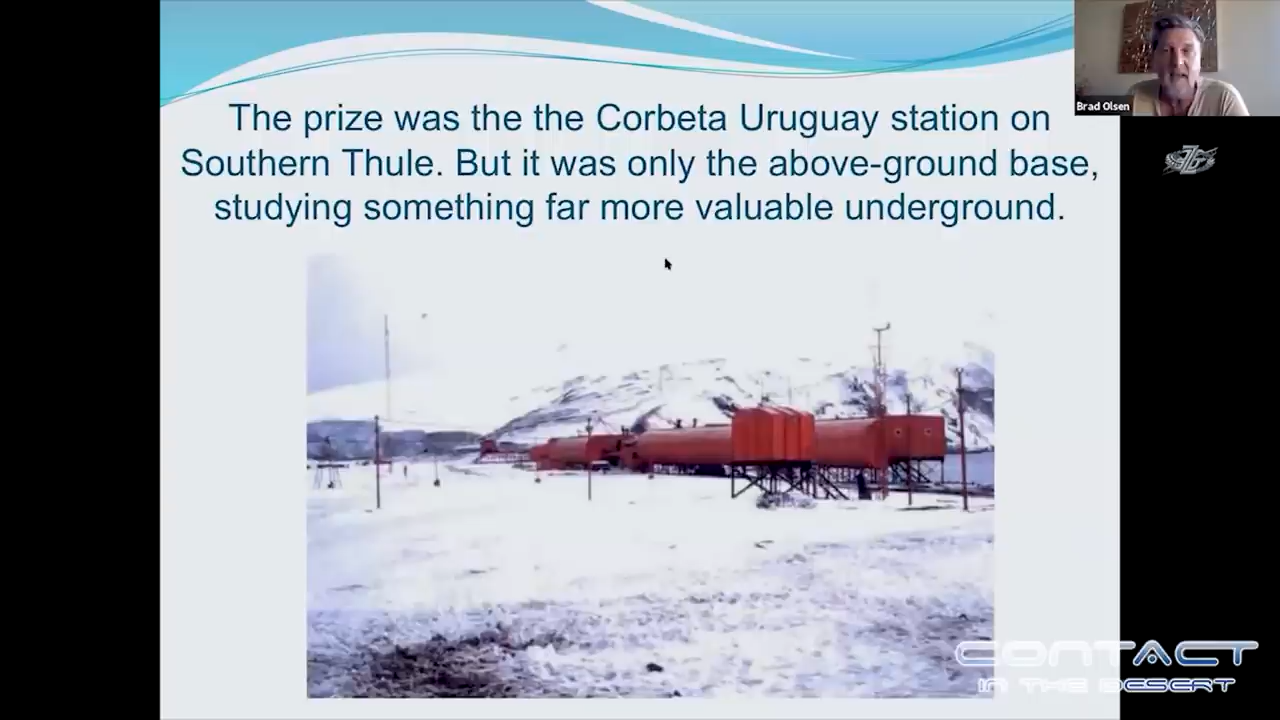 The prize was the the Corbeta Uruguay station on
Southern Thule. But it was only the above-ground base,
studying something far more valuable underground.
Brad Olsen
CONTACT
IN THE DESERT